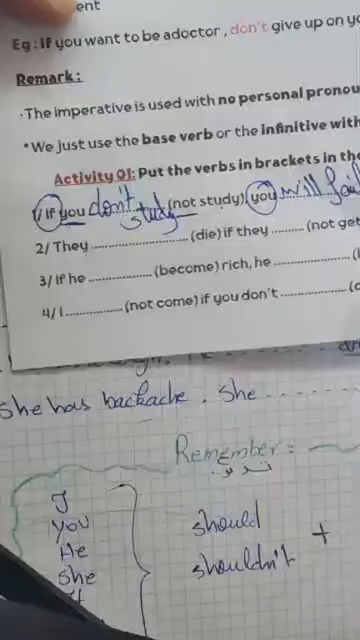 ent
Eg : If you want to be adoctor , don't give up on yo
Remark :
·The imperative is used with no personal pronou
*We just use the base verb or the infinitive with
Activity 01: Put the verbs in brackets in the
1/ If you don't study (not study), you will fail
2/ They .......................... (die) if they ......... (not get
3/ If he ................. (become) rich, he ....................
4/ I ............... (not come) if you don't ................
She has backache . She ............
Remember :
I
you
He
she
should
shouldn't
+